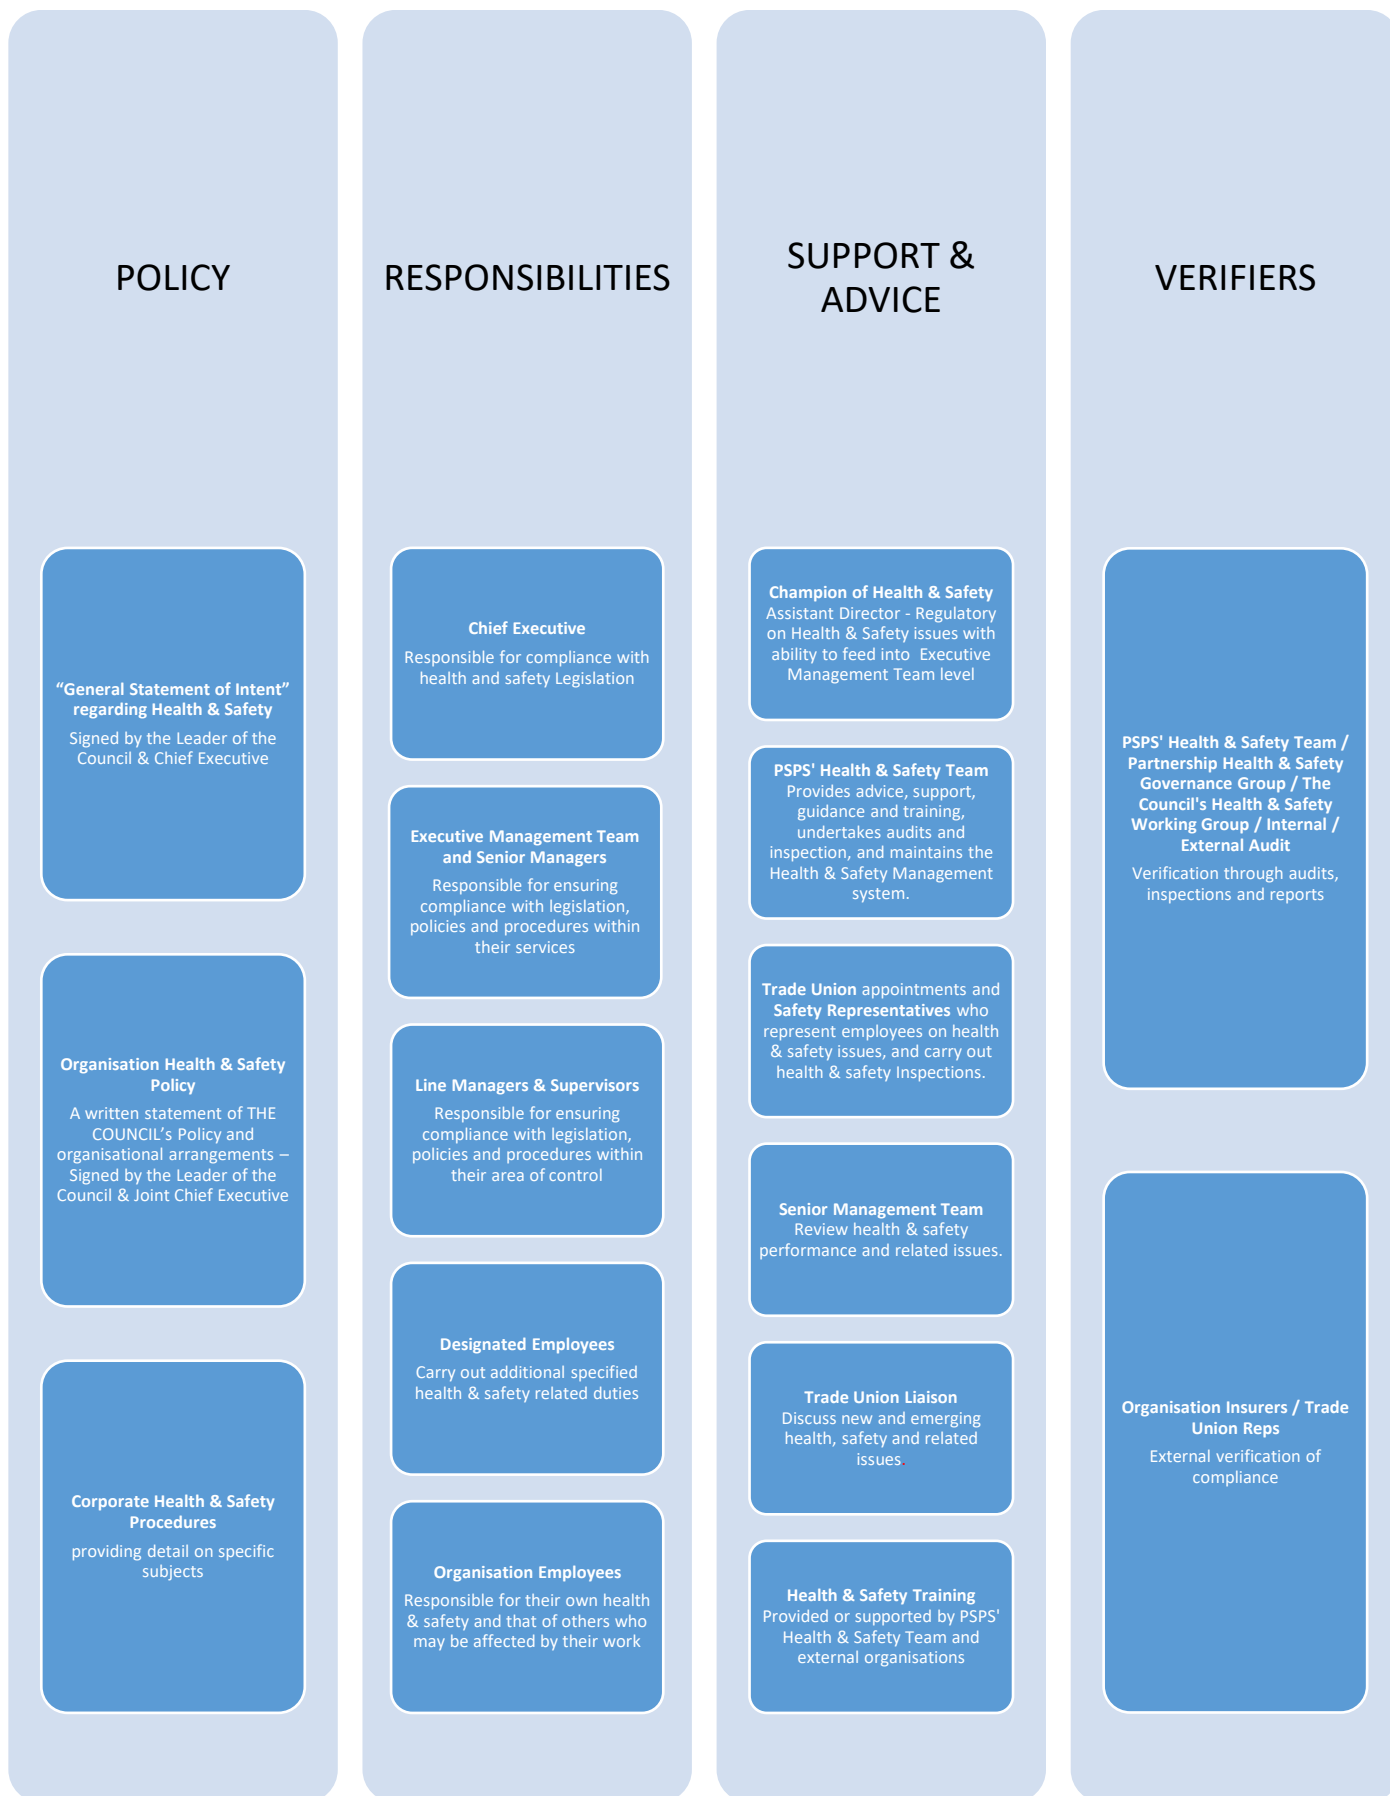 POLICY
“General Statement of Intent”
regarding Health & Safety
Signed by the Leader of the
Council & Chief Executive
Organisation Health & Safety
Policy
A written statement of THE
COUNCIL’s Policy and
organisational arrangements –
Signed by the Leader of the
Council & Joint Chief Executive
Corporate Health & Safety
Procedures
providing detail on specific
subjects
RESPONSIBILITIES
Chief Executive
Responsible for compliance with
health and safety Legislation
Executive Management Team
and Senior Managers
Responsible for ensuring
compliance with legislation,
policies and procedures within
their services
Line Managers & Supervisors
Responsible for ensuring
compliance with legislation,
policies and procedures within
their area of control
Designated Employees
Carry out additional specified
health & safety related duties
Organisation Employees
Responsible for their own health
& safety and that of others who
may be affected by their work
SUPPORT &
ADVICE
Champion of Health & Safety
Assistant Director - Regulatory
on Health & Safety issues with
ability to feed into  Executive
Management Team level
PSPS' Health & Safety Team
Provides advice, support,
guidance and training,
undertakes audits and
inspection, and maintains the
Health & Safety Management
system.
Trade Union appointments and
Safety Representatives who
represent employees on health
& safety issues, and carry out
health & safety Inspections.
Senior Management Team
Review health & safety
performance and related issues.
Trade Union Liaison
Discuss new and emerging
health, safety and related
issues.
Health & Safety Training
Provided or supported by PSPS'
Health & Safety Team and
external organisations
VERIFIERS
PSPS' Health & Safety Team /
Partnership Health & Safety
Governance Group / The
Council's Health & Safety
Working Group / Internal /
External Audit
Verification through audits,
inspections and reports
Organisation Insurers / Trade
Union Reps
External verification of
compliance